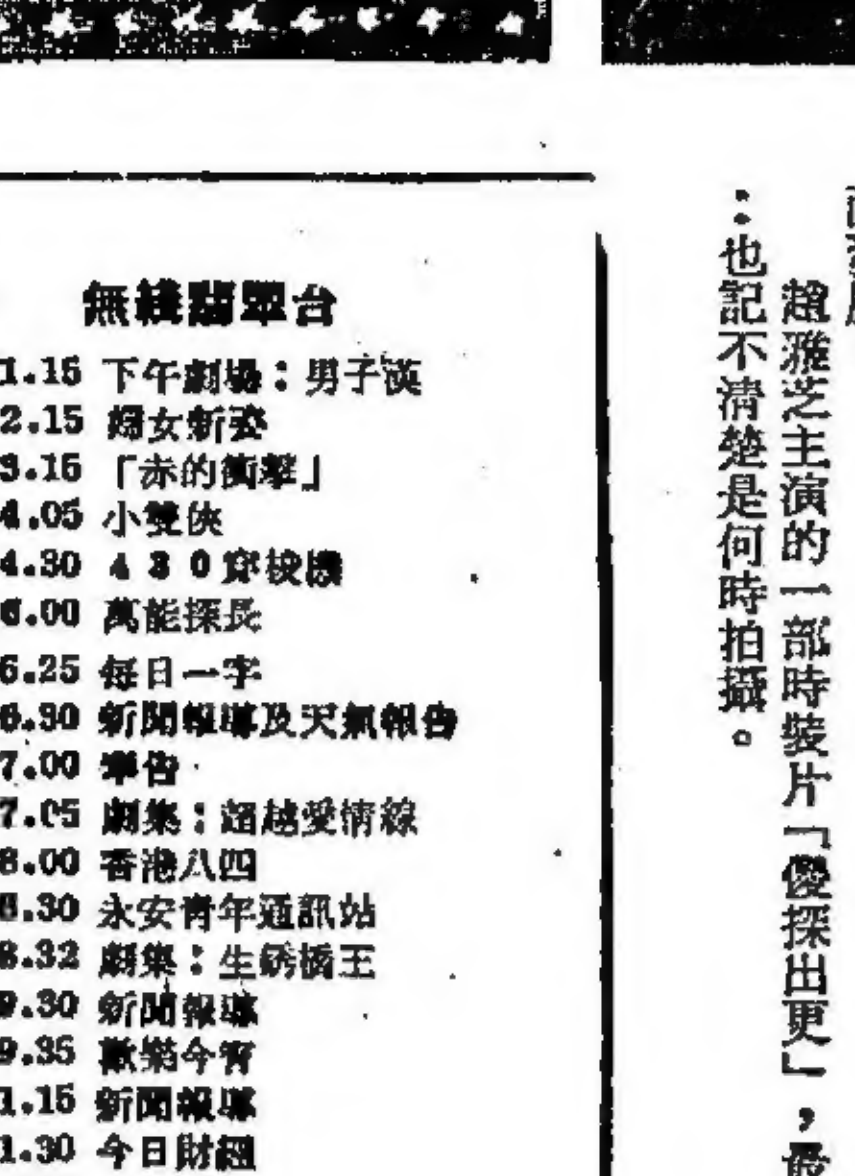 無綫翡翠台
1.15 下午劇場：男子漢
2.15 婦女新姿
3.15 「赤的衝擊」
4.05 小雙俠
4.30 430穿梭機
6.00 萬能探長
6.25 每日一字
6.30 新聞報導及天氣報告
7.00 事告
7.05 劇集：超越愛情線
8.00 香港八四
8.30 永安青年通訊站
8.32 劇集：生銹橋王
9.30 新聞報導
9.35 歡樂今宵
1.15 新聞報導
1.30 今日財經
趙雅芝主演的一部時裝片「儍探出更」，最
：也記不清楚是何時拍攝。